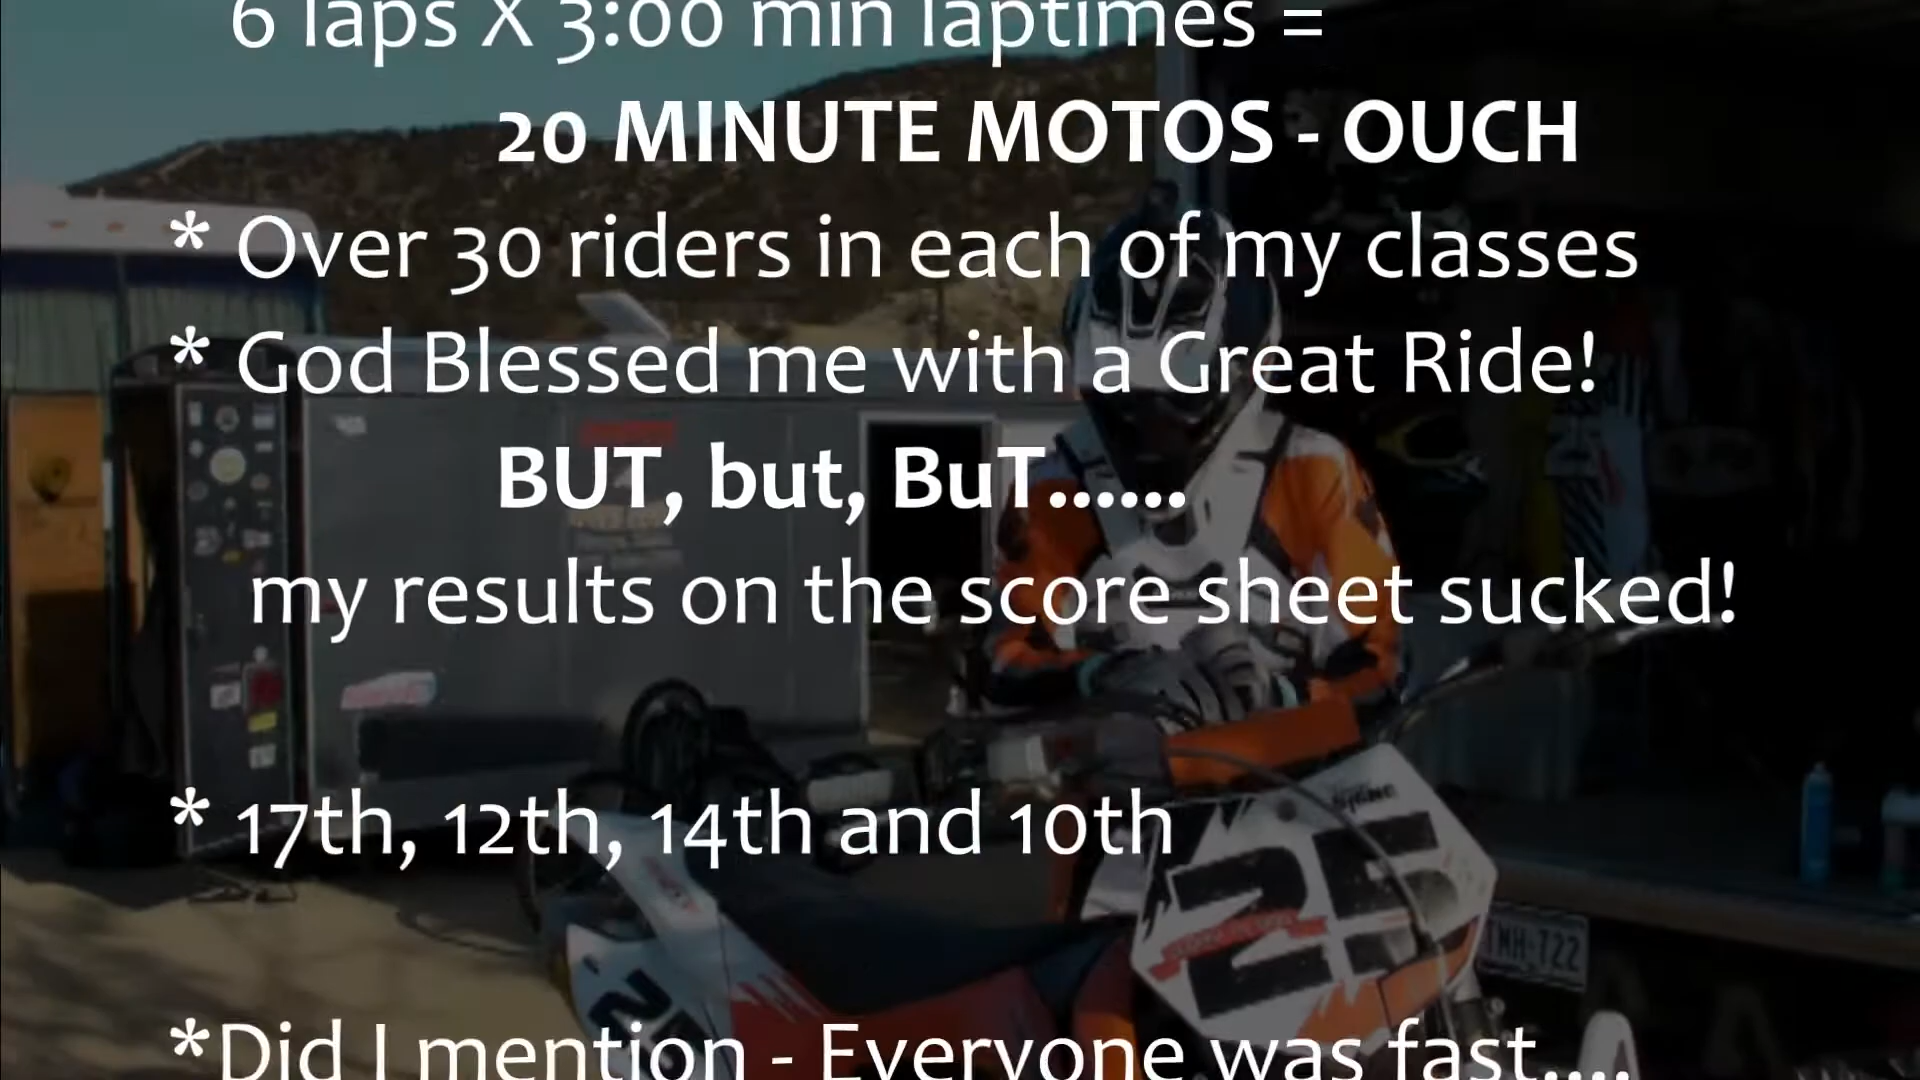 6 laps X 3:00 min laptimes =
20 MINUTE MOTOS - OUCH
* Over 30 riders in each of my classes
* God Blessed me with a Great Ride!
BUT, but, BuT......
my results on the score sheet sucked!
* 17th, 12th, 14th and 10th
25
*Did I mention - Everyone was fast....